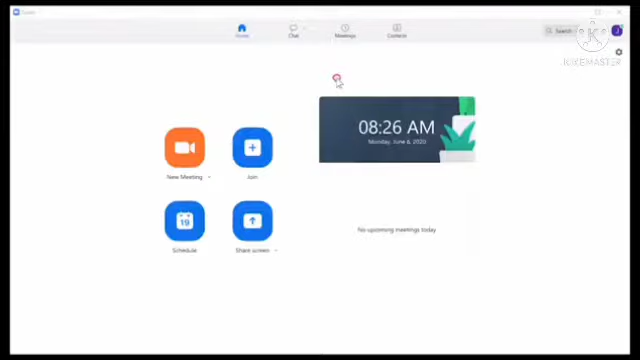 Zoom
Home
Chat
Meetings
Contacts
Search
J
KINEMASTER
08:26 AM
Monday, June 8, 2020
New Meeting
Join
19
Schedule
Share screen
No upcoming meetings today